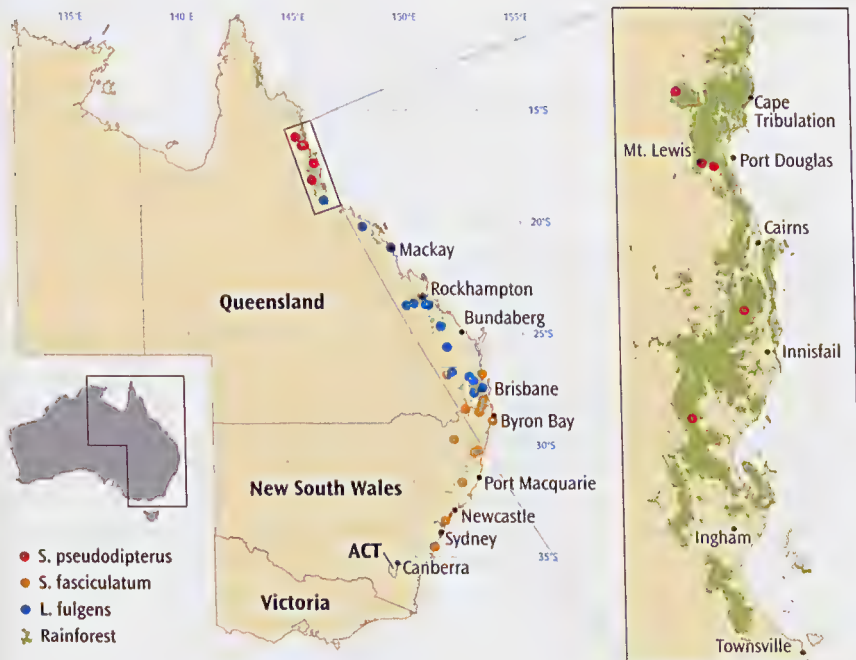 135°E
140 E
145°E
150°E
155°E
15°S
20°S
25°S
30°S
35°S
Mackay
Rockhampton
Bundaberg
Queensland
Brisbane
Byron Bay
New South Wales
Port Macquarie
Newcastle
Sydney
ACT
Canberra
Victoria
S. pseudodipterus
S. fasciculatum
L. fulgens
Rainforest
Cape
Tribulation
Mt. Lewis
Port Douglas
Cairns
Innisfail
Ingham
Townsville